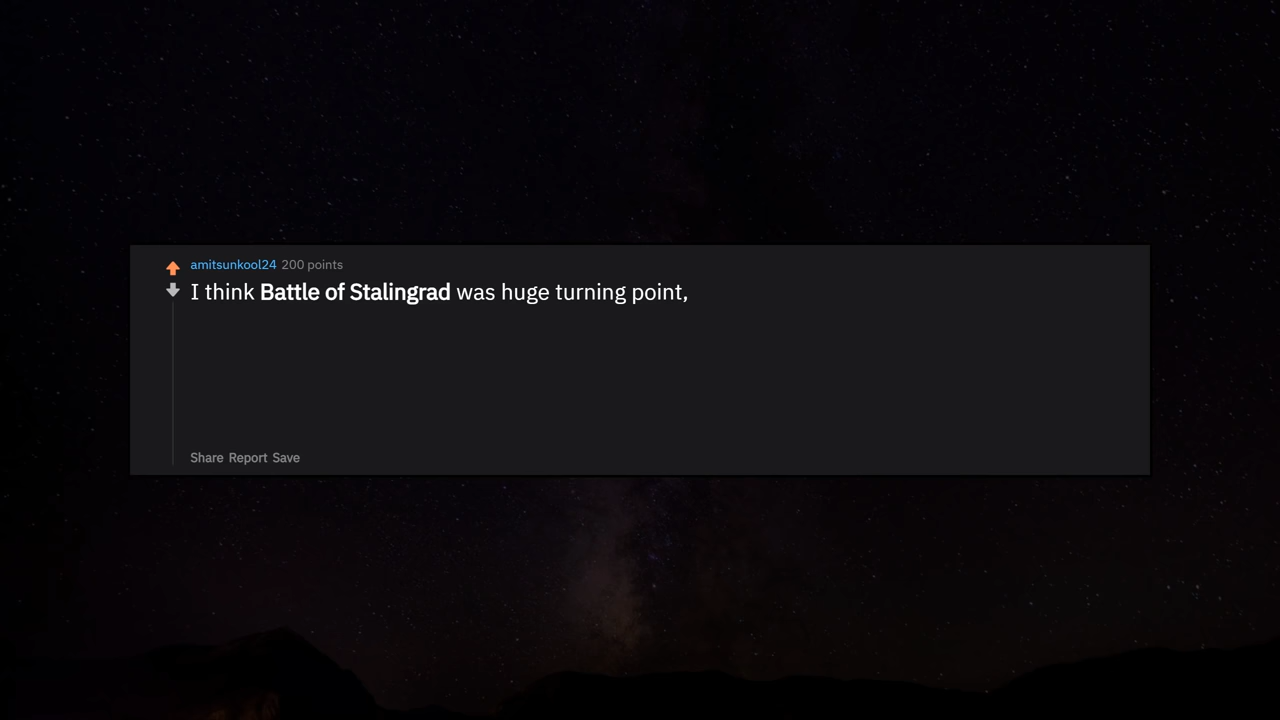 amitsunkool24 200 points
I think Battle of Stalingrad was huge turning point,
Share Report Save